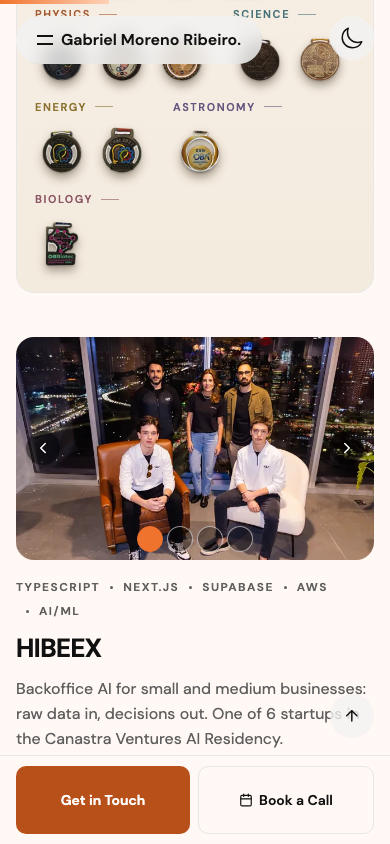 PHYSICS
SCIENCE
Gabriel Moreno Ribeiro.
ENERGY
ASTRONOMY
BIOLOGY
TYPESCRIPT • NEXT.JS • SUPABASE • AWS
• AI/ML
HIBEEX
Backoffice AI for small and medium businesses:
raw data in, decisions out. One of 6 startups
the Canastra Ventures AI Residency.
Get in Touch
Book a Call